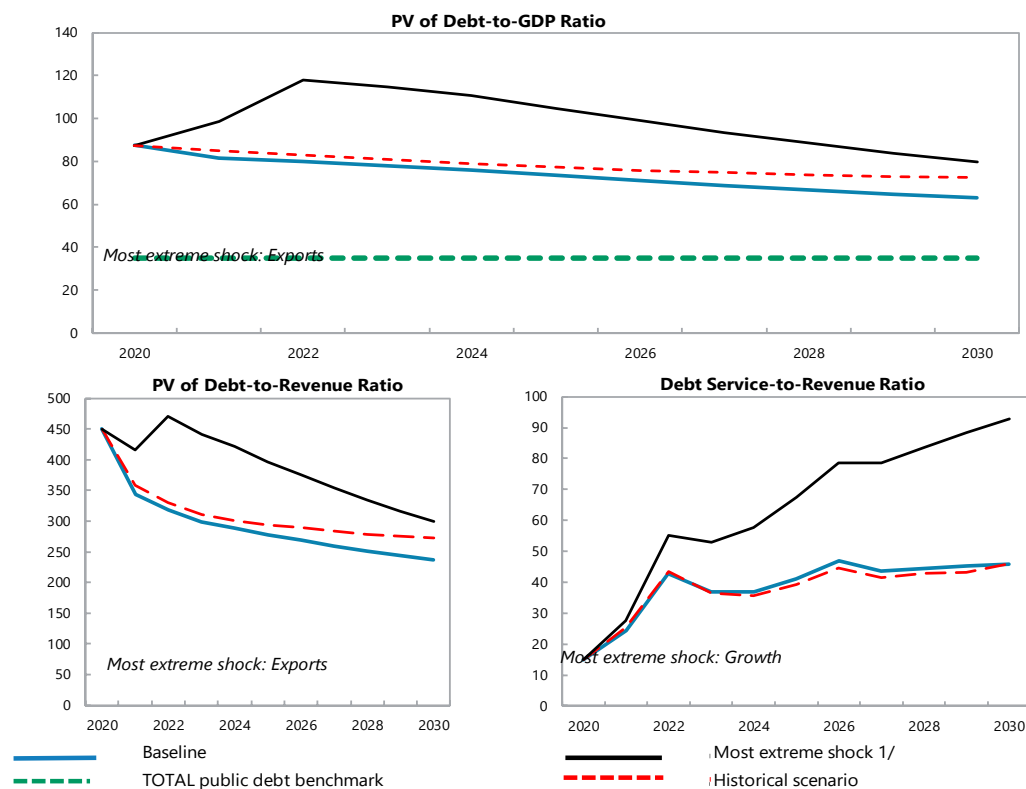 PV of Debt-to-GDP Ratio
140
120
100
80
60
40
20
0
Most extreme shock: Exports
2020 2022 2024 2026 2028 2030
PV of Debt-to-Revenue Ratio
500
450
400
350
300
250
200
150
100
50
0
Most extreme shock: Exports
2020 2022 2024 2026 2028 2030
Debt Service-to-Revenue Ratio
100
90
80
70
60
50
40
30
20
10
0
Most extreme shock: Growth
2020 2022 2024 2026 2028 2030
Baseline
Most extreme shock 1/
TOTAL public debt benchmark
Historical scenario